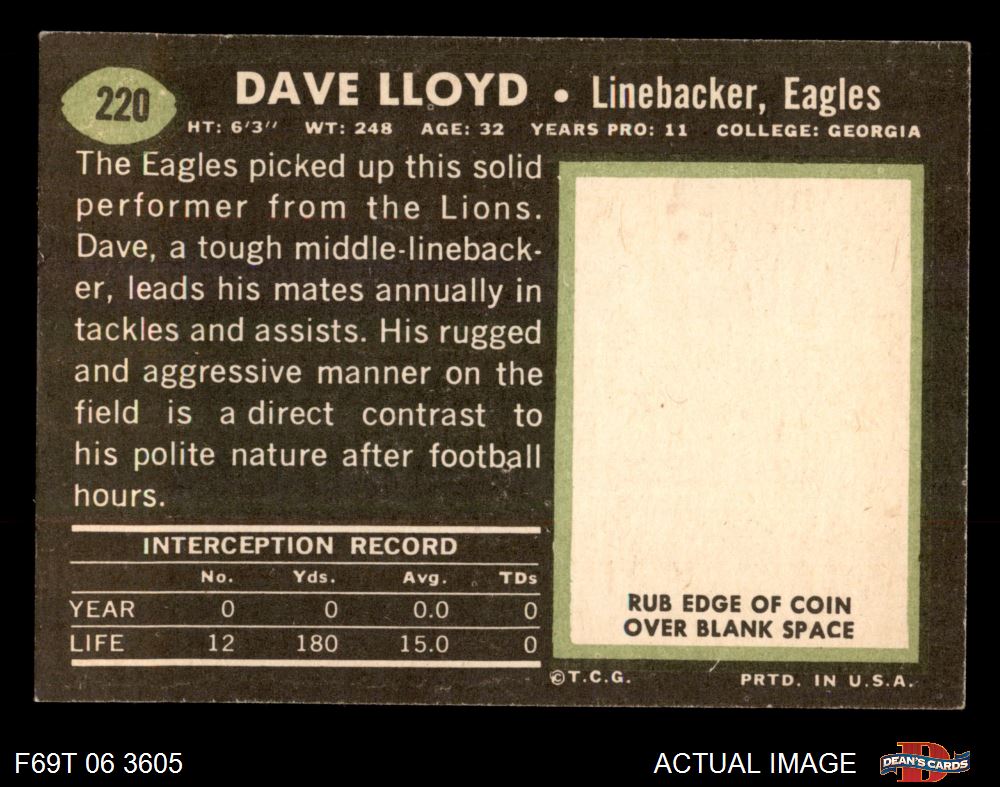 220
DAVE LLOYD • Linebacker, Eagles
HT: 6'3" WT: 248 AGE: 32 YEARS PRO: 11 COLLEGE: GEORGIA
The Eagles picked up this solid
performer from the Lions.
Dave, a tough middle-lineback-
er, leads his mates annually in
tackles and assists. His rugged
and aggressive manner on the
field is a direct contrast to
his polite nature after football
hours.
INTERCEPTION RECORD
No. Yds. Avg. TDs
YEAR 0 0 0.0 0
LIFE 12 180 15.0 0
RUB EDGE OF COIN
OVER BLANK SPACE
©T.C.G. PRTD. IN U.S.A.
F69T 06 3605 ACTUAL IMAGE D DEAN'S CARDS